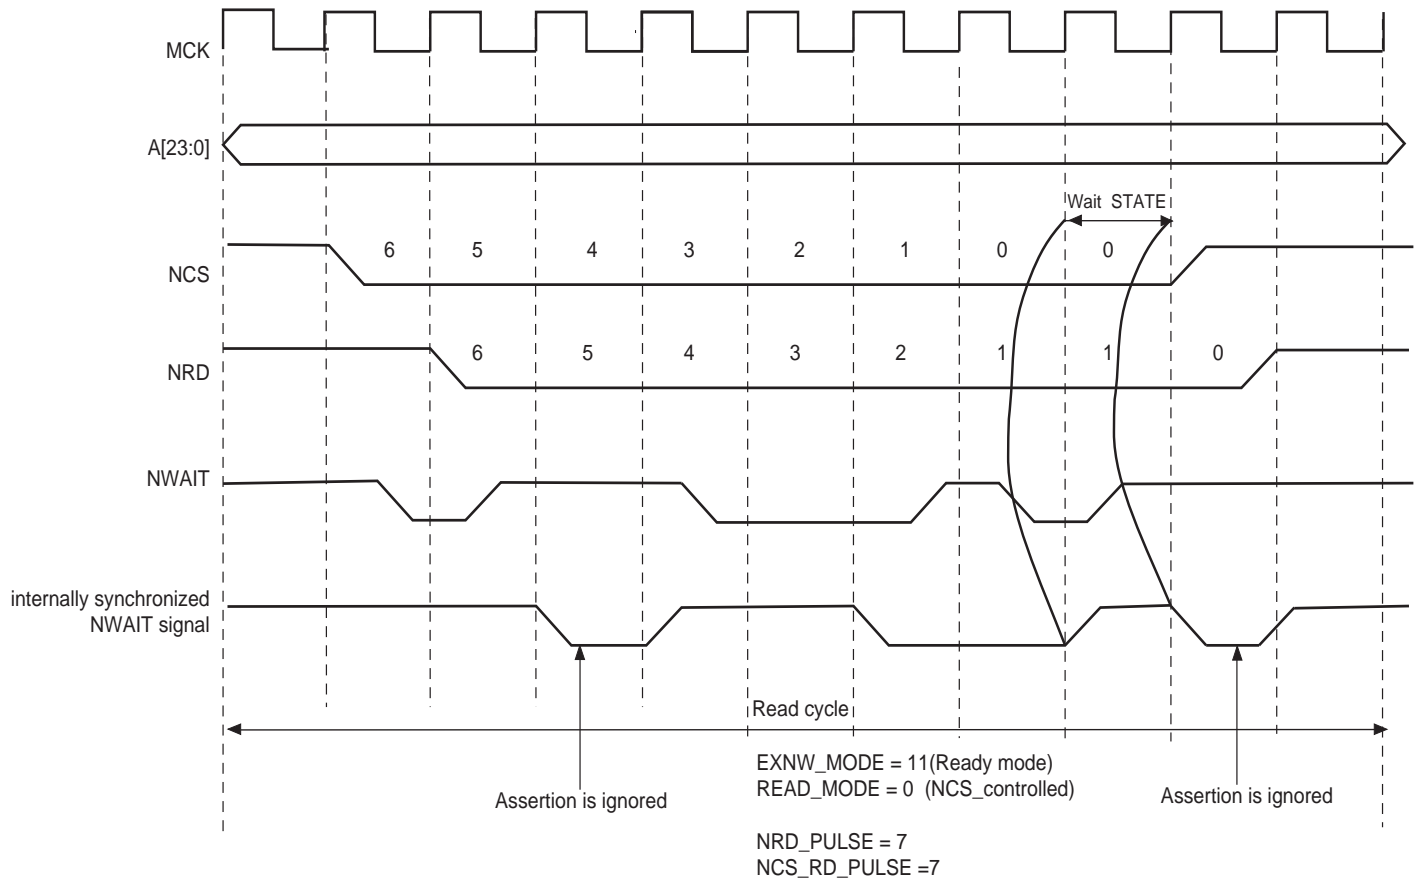 MCK
A[23:0]
Wait STATE
NCS
6 5 4 3 2 1 0 0
NRD
6 5 4 3 2 1 1 0
NWAIT
internally synchronized
NWAIT signal
Read cycle
EXNW_MODE = 11(Ready mode)
READ_MODE = 0 (NCS_controlled)
Assertion is ignored
Assertion is ignored
NRD_PULSE = 7
NCS_RD_PULSE =7